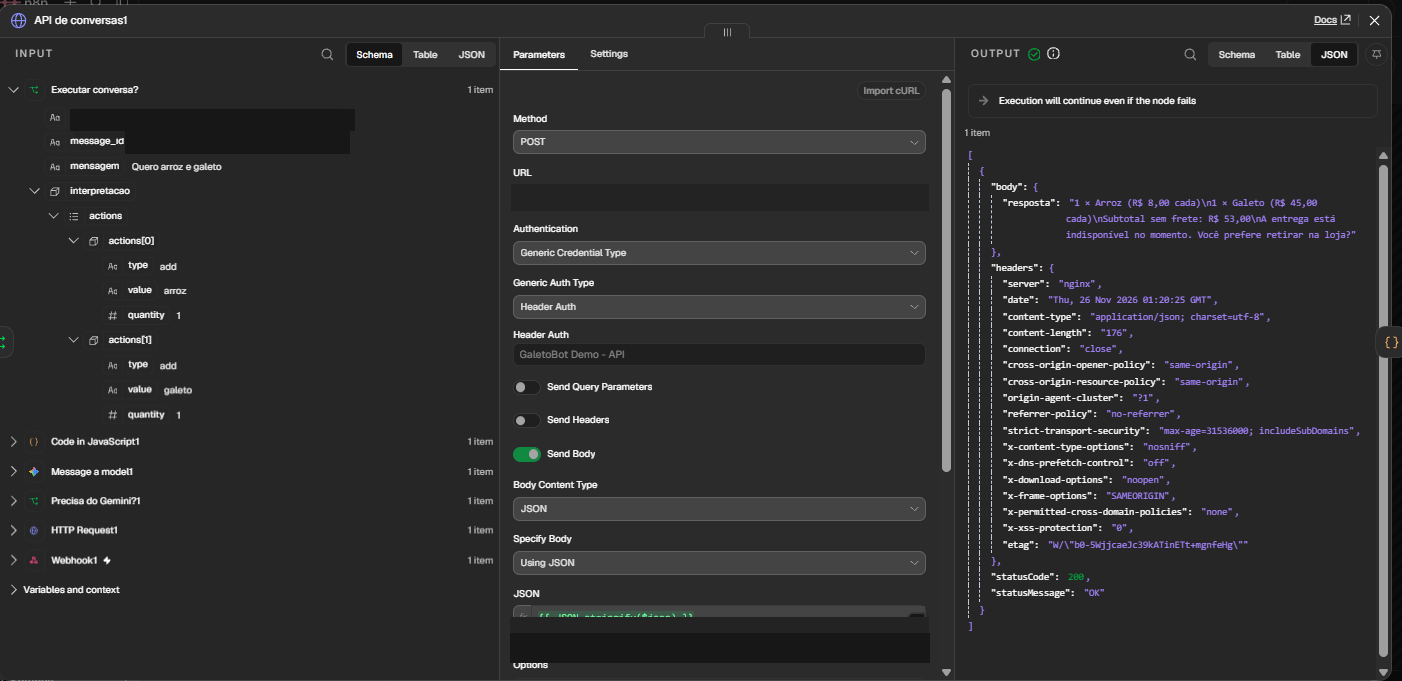 API de conversas1
Docs
INPUT
Schema
Table
JSON
Executar conversa?
1 item
message_id
mensagem Quero arroz e galeto
interpretacao
actions
actions[0]
type add
value arroz
# quantity 1
actions[1]
type add
value galeto
# quantity 1
Code in JavaScript1
1 item
Message a model1
1 item
Precisa do Gemini?1
1 item
HTTP Request1
1 item
Webhook1
1 item
Variables and context
Parameters
Settings
Import cURL
Method
POST
URL
Authentication
Generic Credential Type
Generic Auth Type
Header Auth
Header Auth
GaletoBot Demo - API
Send Query Parameters
Send Headers
Send Body
Body Content Type
JSON
Specify Body
Using JSON
JSON
{{ JSON.stringify($json) }}
Options
OUTPUT
Schema
Table
JSON
Execution will continue even if the node fails
1 item
[
{
"body": {
"resposta": "1 × Arroz (R$ 8,00 cada)\n1 × Galeto (R$ 45,00
cada)\nSubtotal sem frete: R$ 53,00\nA entrega está
indisponível no momento. Você prefere retirar na loja?"
},
"headers": {
"server": "nginx",
"date": "Thu, 26 Nov 2026 01:20:25 GMT",
"content-type": "application/json; charset=utf-8",
"content-length": "176",
"connection": "close",
"cross-origin-opener-policy": "same-origin",
"cross-origin-resource-policy": "same-origin",
"origin-agent-cluster": "?1",
"referrer-policy": "no-referrer",
"strict-transport-security": "max-age=31536000; includeSubDomains",
"x-content-type-options": "nosniff",
"x-dns-prefetch-control": "off",
"x-download-options": "noopen",
"x-frame-options": "SAMEORIGIN",
"x-permitted-cross-domain-policies": "none",
"x-xss-protection": "0",
"etag": "W/\"b0-5WjjcaeJc39kATinETt+mgnfeHg\""
},
"statusCode": 200,
"statusMessage": "OK"
}
]